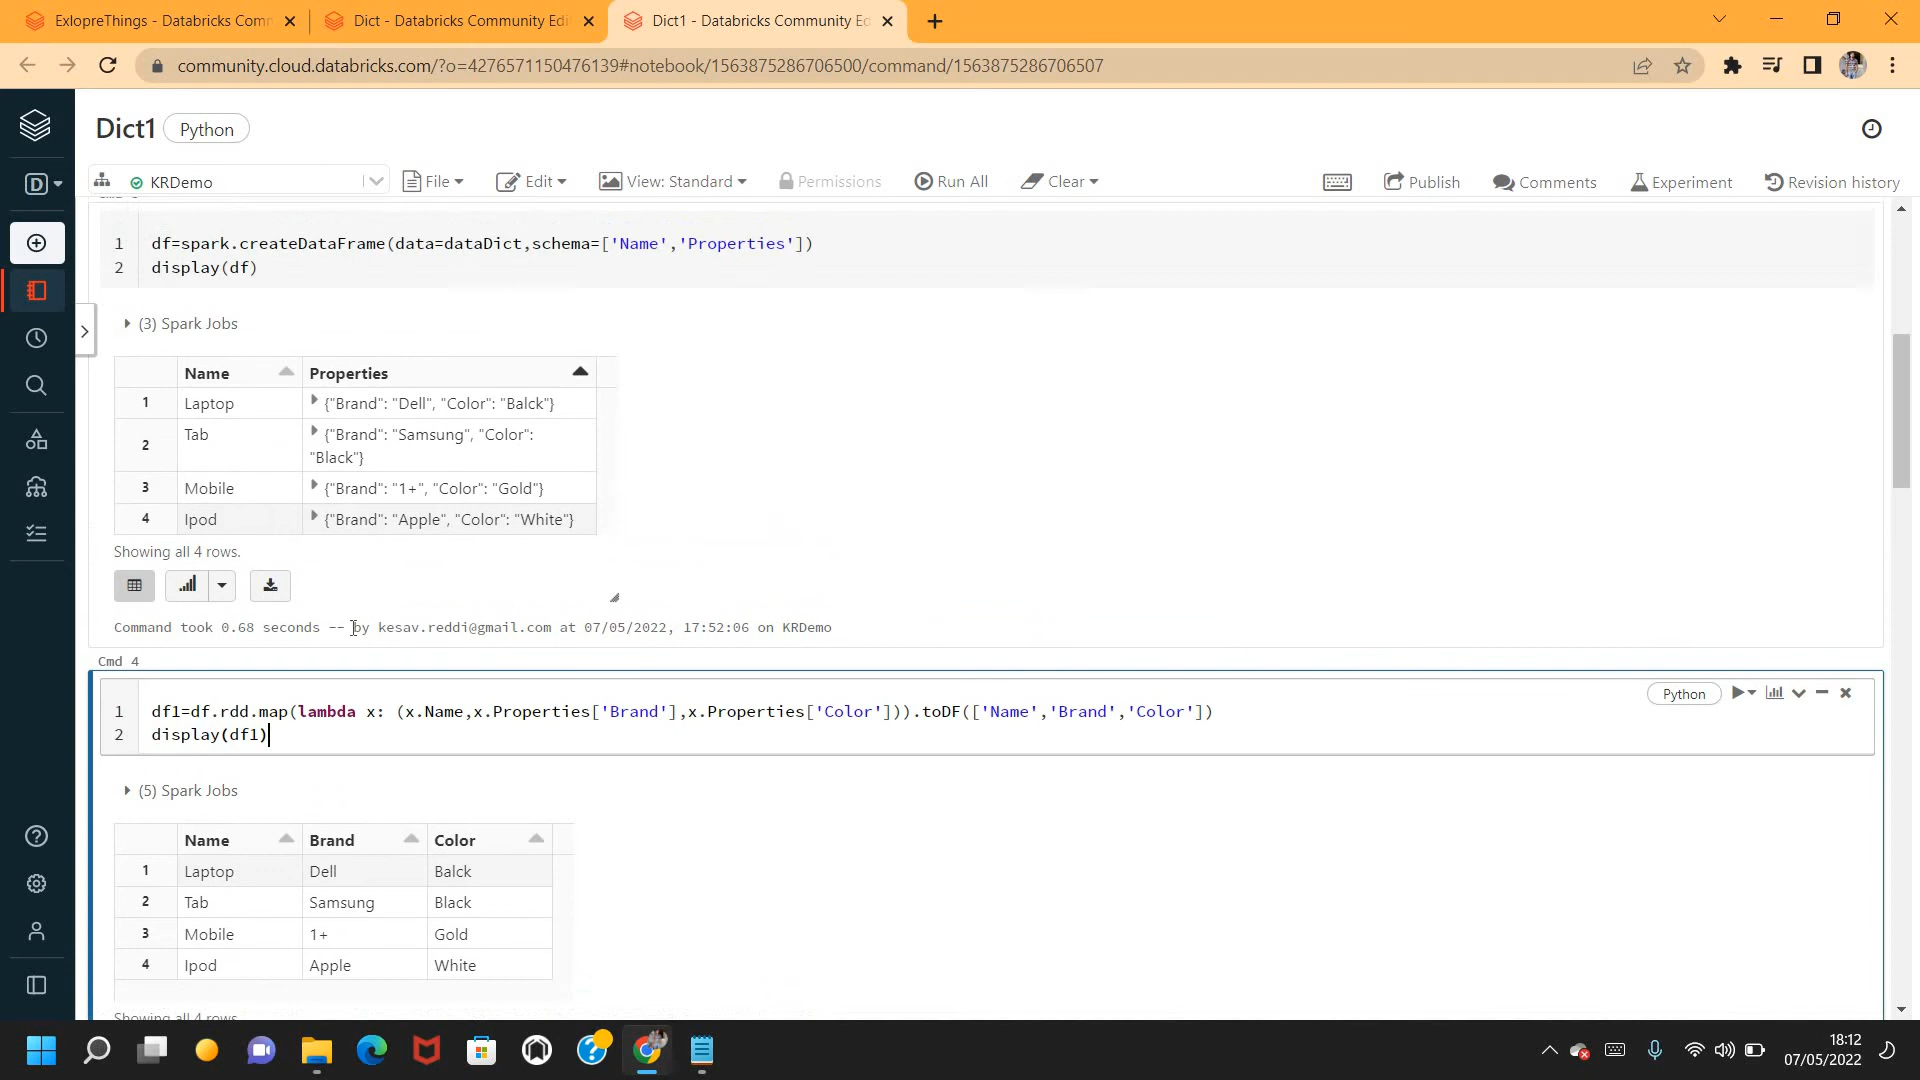 ExlopreThings - Databricks Comm
Dict - Databricks Community Edi
Dict1 - Databricks Community Ed
community.cloud.databricks.com/?o=4276571150476139#notebook/1563875286706500/command/1563875286706507
Dict1 Python
KRDemo File Edit View: Standard Permissions Run All Clear Publish Comments Experiment Revision history
D
1 df=spark.createDataFrame(data=dataDict,schema=['Name','Properties'])
2 display(df)
(3) Spark Jobs
Name Properties
1 Laptop {"Brand": "Dell", "Color": "Balck"}
2 Tab {"Brand": "Samsung", "Color":
"Black"}
3 Mobile {"Brand": "1+", "Color": "Gold"}
4 Ipod {"Brand": "Apple", "Color": "White"}
Showing all 4 rows.
Command took 0.68 seconds -- by kesav.reddi@gmail.com at 07/05/2022, 17:52:06 on KRDemo
Cmd 4
Python
1 df1=df.rdd.map(lambda x: (x.Name,x.Properties['Brand'],x.Properties['Color'])).toDF(['Name','Brand','Color'])
2 display(df1)
(5) Spark Jobs
Name Brand Color
1 Laptop Dell Balck
2 Tab Samsung Black
3 Mobile 1+ Gold
4 Ipod Apple White
Showing all 4 rows.
18:12
07/05/2022